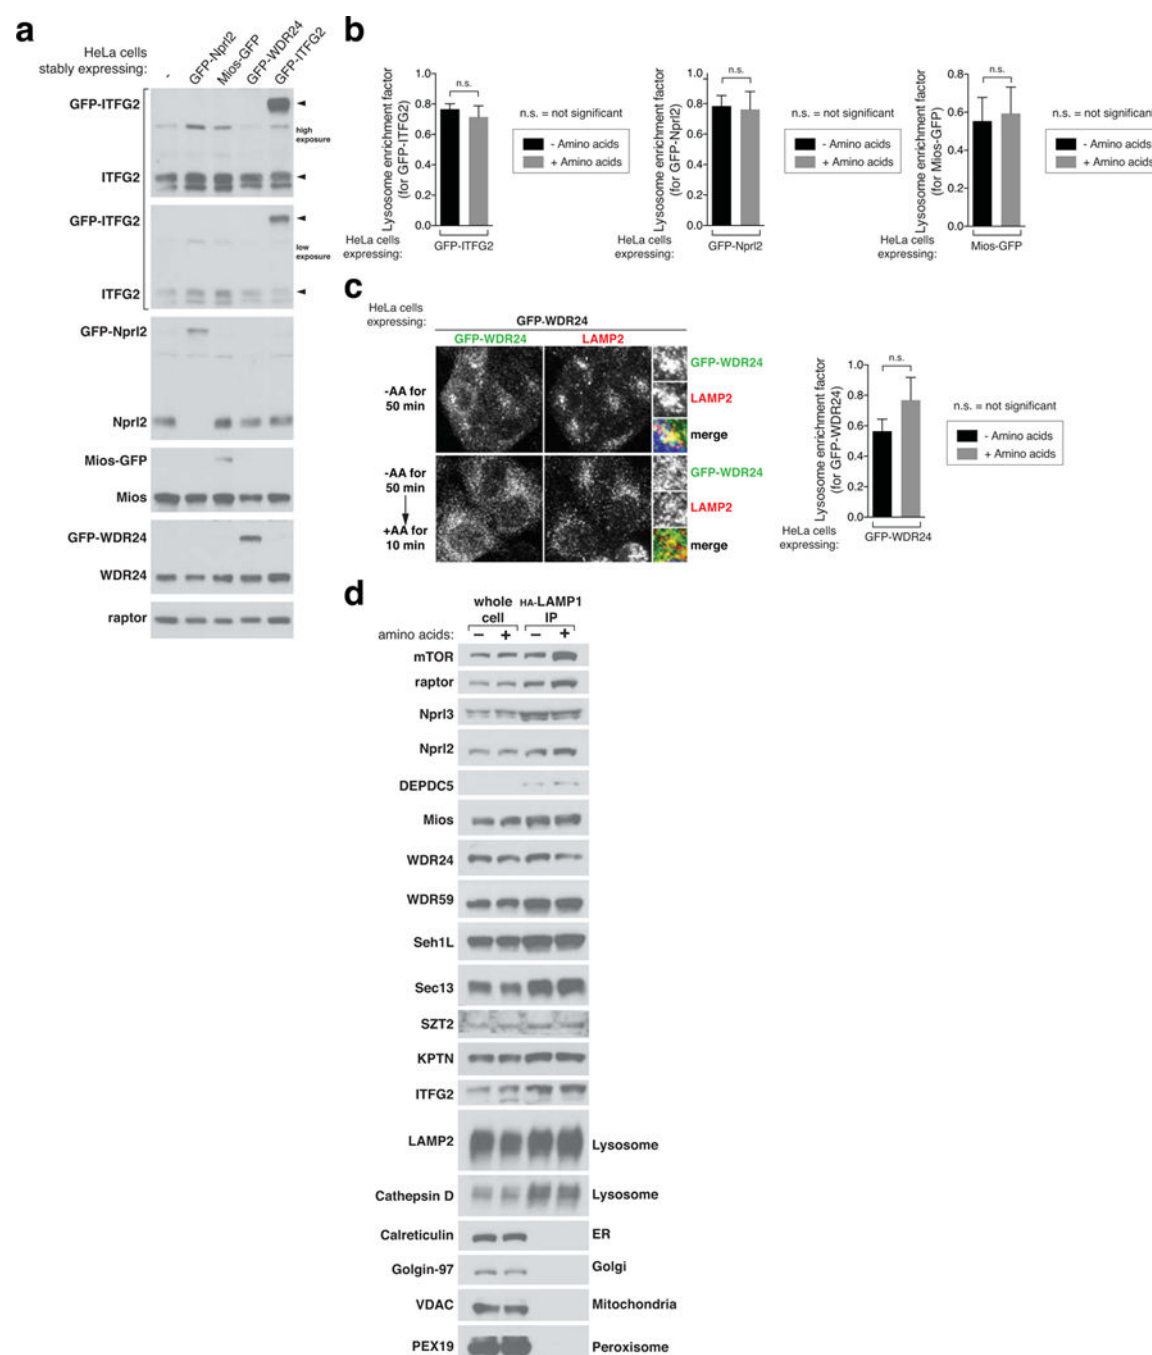 a
HeLa cells
stably expressing:
-
GFP-Nprl2
Mios-GFP
GFP-WDR24
GFP-ITFG2
GFP-ITFG2
high
exposure
ITFG2
GFP-ITFG2
low
exposure
ITFG2
GFP-Nprl2
Nprl2
Mios-GFP
Mios
GFP-WDR24
WDR24
raptor
b
Lysosome enrichment factor
(for GFP-ITFG2)
1.0
0.8
0.6
0.4
0.2
0.0
n.s.
HeLa cells
expressing:
GFP-ITFG2
n.s. = not significant
- Amino acids
+ Amino acids
Lysosome enrichment factor
(for GFP-Nprl2)
1.0
0.8
0.6
0.4
0.2
0.0
n.s.
HeLa cells
expressing:
GFP-Nprl2
n.s. = not significant
- Amino acids
+ Amino acids
Lysosome enrichment factor
(for Mios-GFP)
0.8
0.6
0.4
0.2
0.0
n.s.
HeLa cells
expressing:
Mios-GFP
n.s. = not significant
- Amino acids
+ Amino acids
c
HeLa cells
expressing:
GFP-WDR24
GFP-WDR24
LAMP2
-AA for
50 min
GFP-WDR24
LAMP2
merge
-AA for
50 min
+AA for
10 min
GFP-WDR24
LAMP2
merge
Lysosome enrichment factor
(for GFP-WDR24)
1.0
0.8
0.6
0.4
0.2
0.0
n.s.
HeLa cells
expressing:
GFP-WDR24
n.s. = not significant
- Amino acids
+ Amino acids
d
whole
cell
HA-LAMP1
IP
amino acids: − + − +
mTOR
raptor
Nprl3
Nprl2
DEPDC5
Mios
WDR24
WDR59
Seh1L
Sec13
SZT2
KPTN
ITFG2
LAMP2 Lysosome
Cathepsin D Lysosome
Calreticulin ER
Golgin-97 Golgi
VDAC Mitochondria
PEX19 Peroxisome